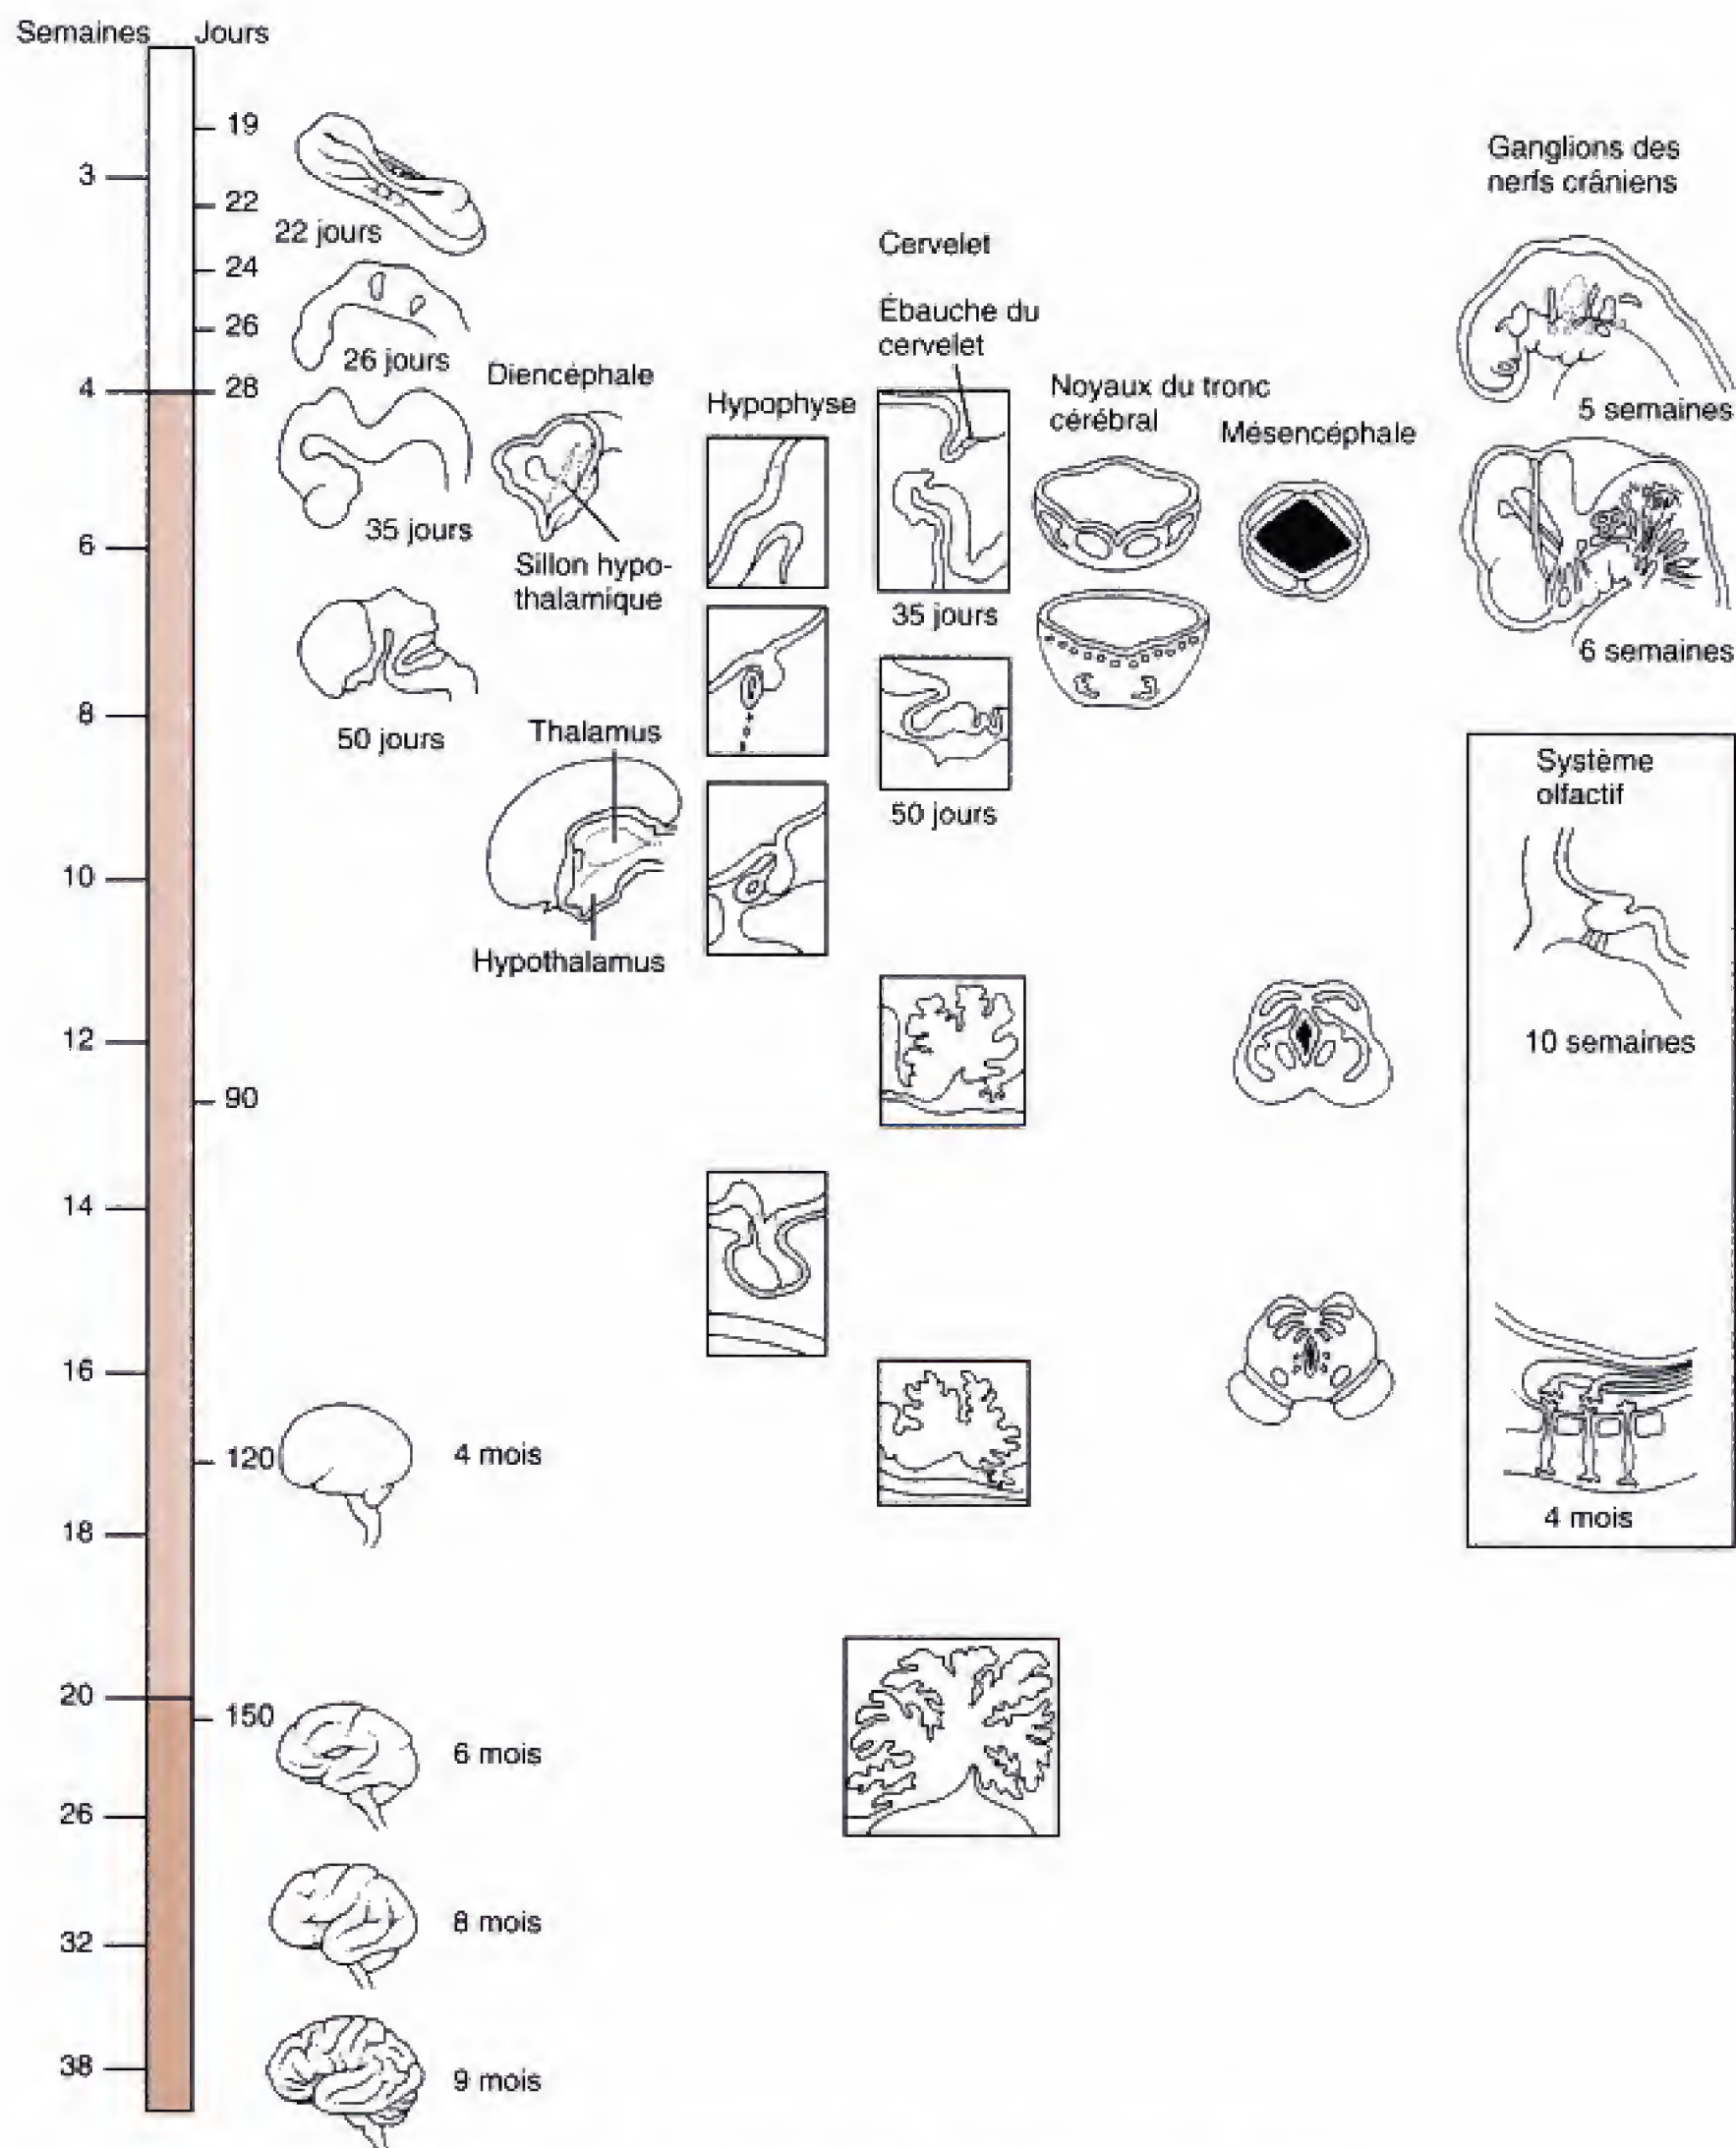 Semaines Jours
19
3
22
22 jours
24
26
26 jours
4
28
35 jours
6
50 jours
8
10
12
90
14
16
120
4 mois
18
20
150
6 mois
26
8 mois
32
38
9 mois
Diencéphale
Sillon hypo-
thalamique
Thalamus
Hypothalamus
Hypophyse
Cervelet
Ébauche du
cervelet
35 jours
50 jours
Noyaux du tronc
cérébral
Mésencéphale
Ganglions des
nerfs crâniens
5 semaines
6 semaines
Système
olfactif
10 semaines
4 mois